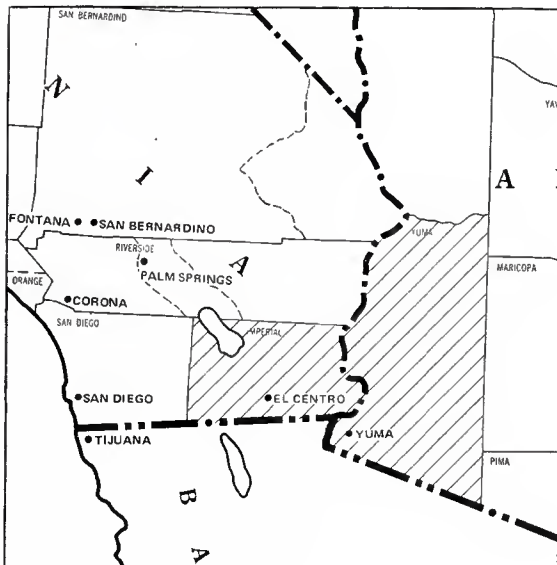 SAN BERNARDINO
N
YAV
I
A I
FONTANA SAN BERNARDINO
YUMA
RIVERSIDE
A
PALM SPRINGS
MARICOPA
ORANGE
CORONA
SAN DIEGO
IMPERIAL
SAN DIEGO
EL CENTRO
TIJUANA
YUMA
PIMA
B
A